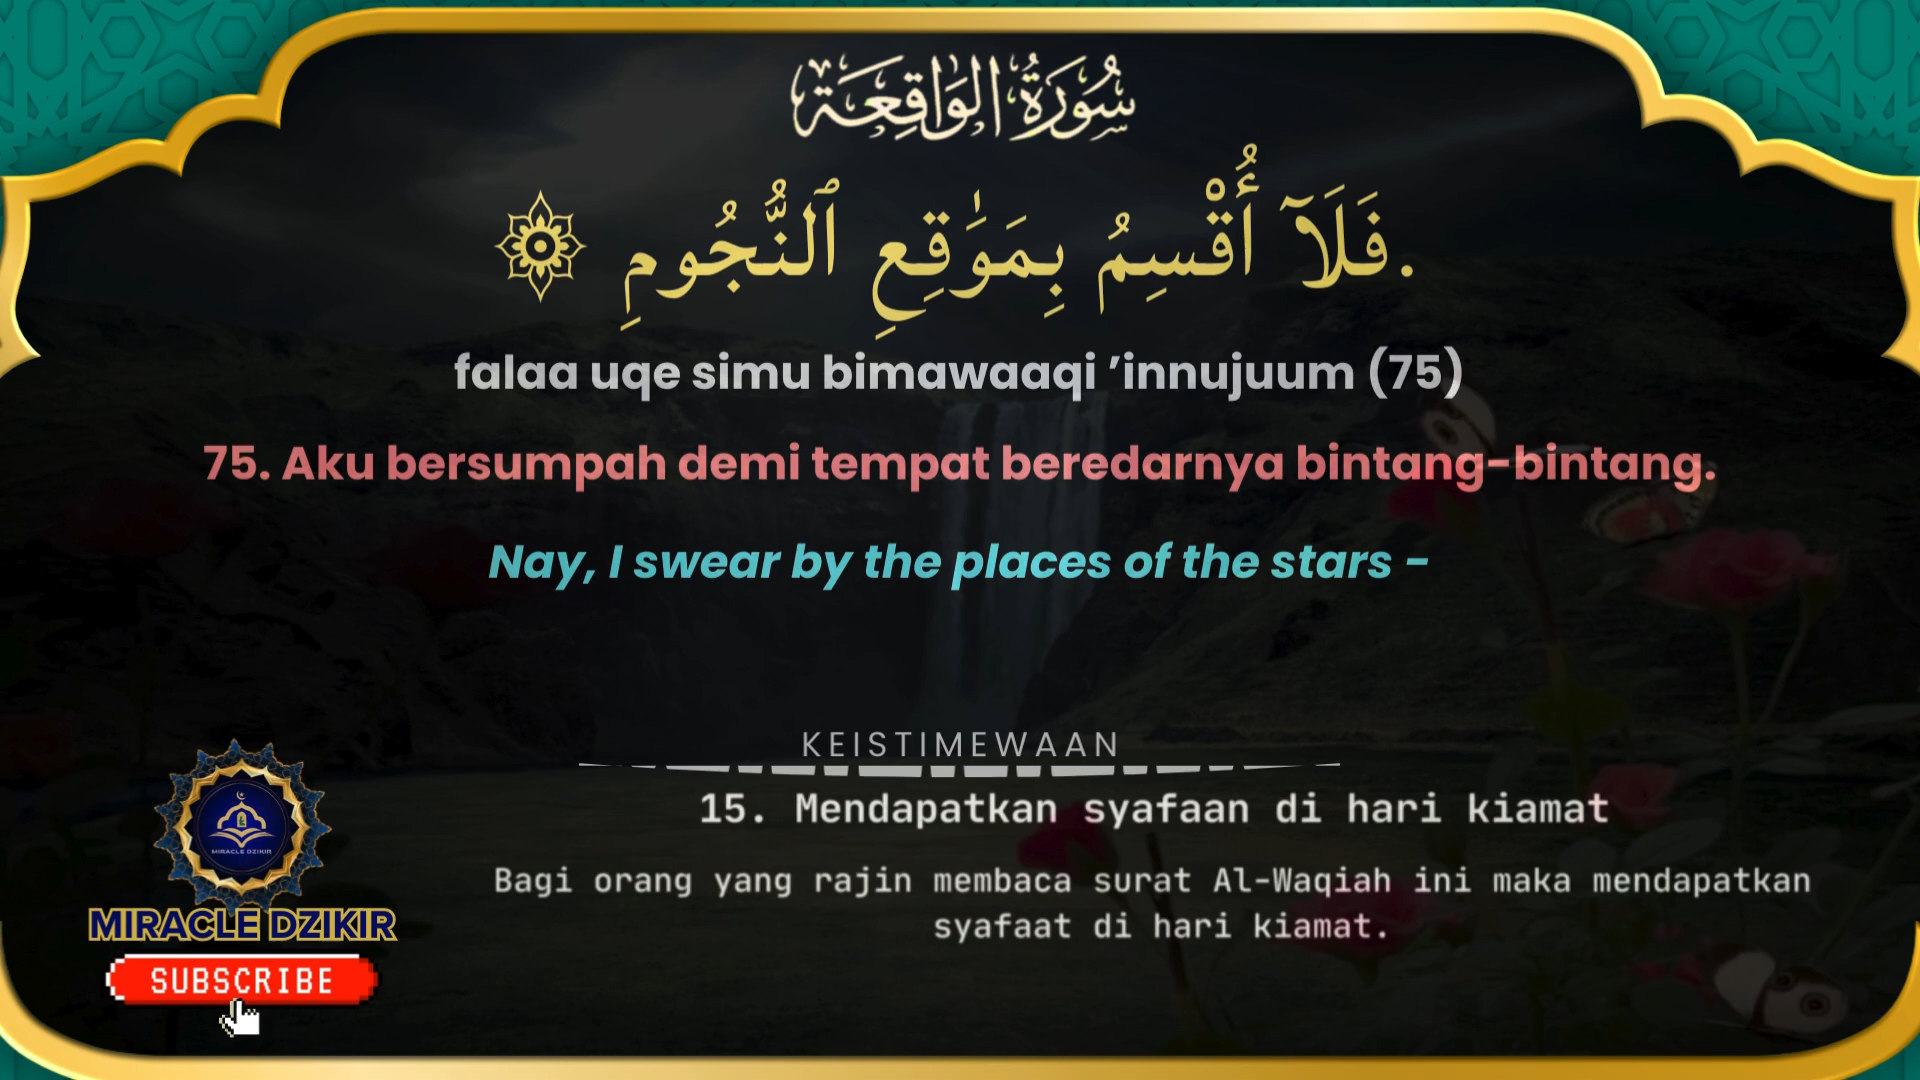 سُورَةُ الوَاقِعَة
فَلَآ أُقْسِمُ بِمَوَٰقِعِ ٱلنُّجُومِ ۞.
falaa uqe simu bimawaaqi ’innujuum (75)
75. Aku bersumpah demi tempat beredarnya bintang-bintang.
Nay, I swear by the places of the stars -
KEISTIMEWAAN
15. Mendapatkan syafaan di hari kiamat
Bagi orang yang rajin membaca surat Al-Waqiah ini maka mendapatkan
syafaat di hari kiamat.
MIRACLE DZIKIR
MIRACLE DZIKIR
SUBSCRIBE